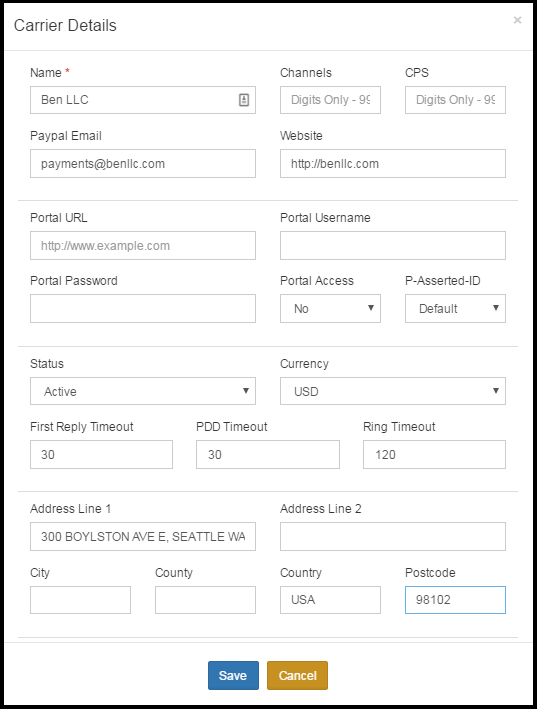 Carrier Details ×
Name * Channels CPS
Ben LLC Digits Only - 99 Digits Only - 99
Paypal Email Website
payments@benllc.com http://benllc.com
Portal URL Portal Username
http://www.example.com
Portal Password Portal Access P-Asserted-ID
No Default
Status Currency
Active USD
First Reply Timeout PDD Timeout Ring Timeout
30 30 120
Address Line 1 Address Line 2
300 BOYLSTON AVE E, SEATTLE WA
City County Country Postcode
USA 98102
Save Cancel